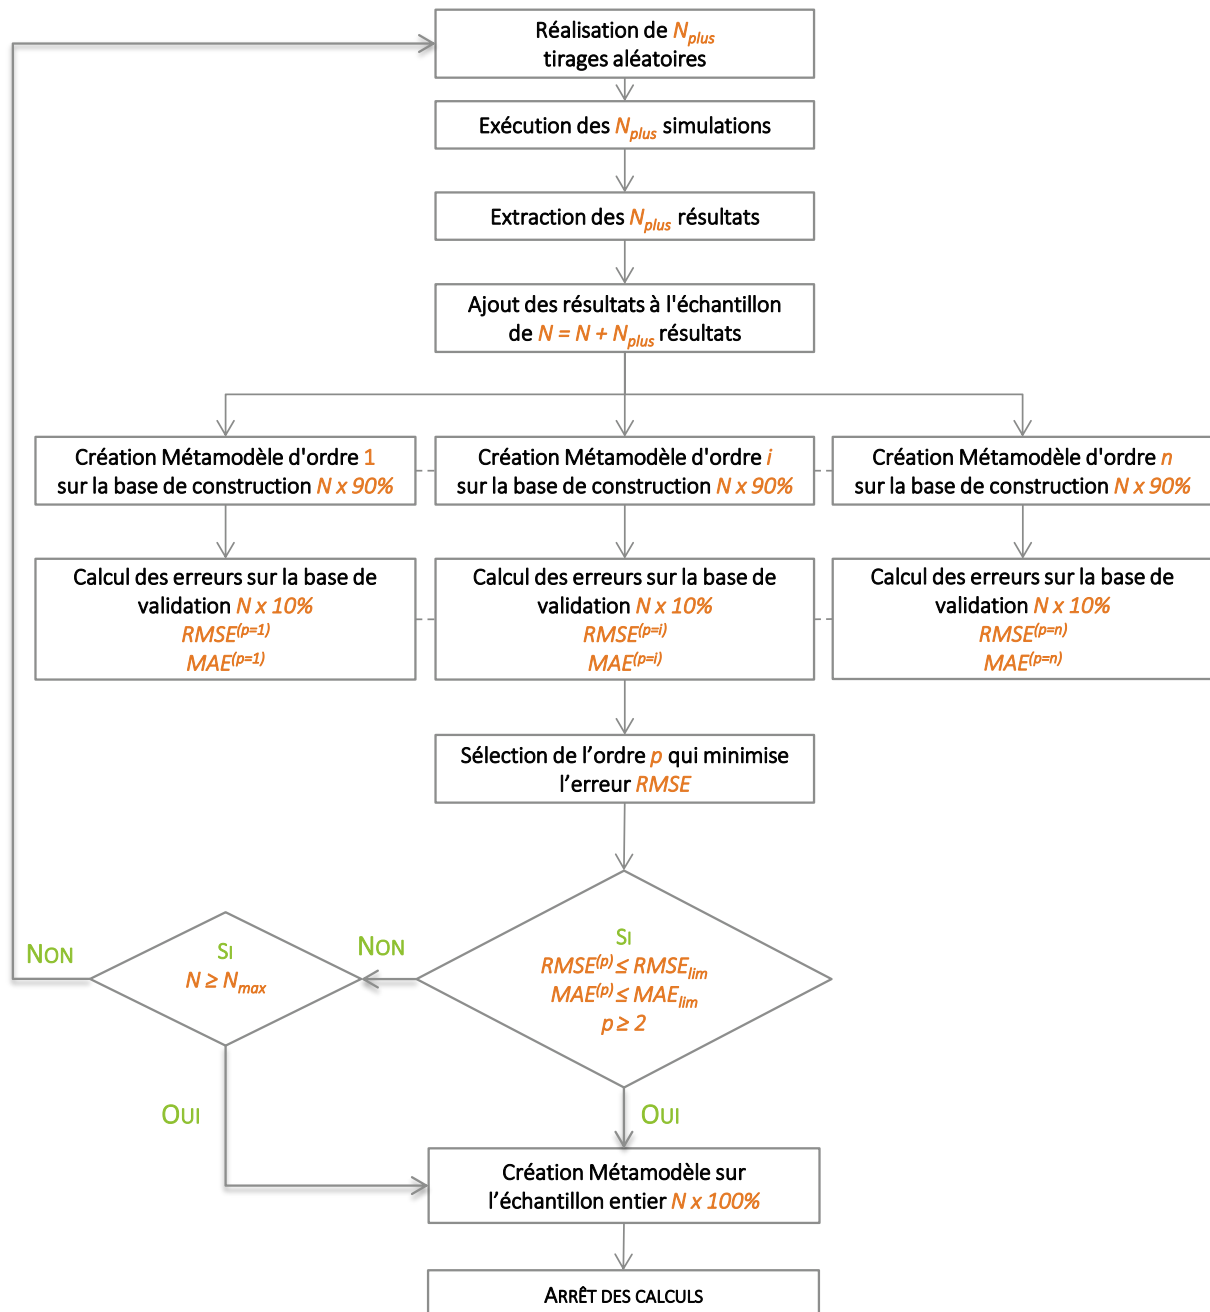 Réalisation de Nplus
tirages aléatoires
Exécution des Nplus simulations
Extraction des Nplus résultats
Ajout des résultats à l'échantillon
de N = N + Nplus résultats
Création Métamodèle d'ordre 1
sur la base de construction N x 90%
Création Métamodèle d'ordre i
sur la base de construction N x 90%
Création Métamodèle d'ordre n
sur la base de construction N x 90%
Calcul des erreurs sur la base de
validation N x 10%
RMSE(p=1)
MAE(p=1)
Calcul des erreurs sur la base de
validation N x 10%
RMSE(p=i)
MAE(p=i)
Calcul des erreurs sur la base de
validation N x 10%
RMSE(p=n)
MAE(p=n)
Sélection de l’ordre p qui minimise
l’erreur RMSE
SI
RMSE(p) ≤ RMSElim
MAE(p) ≤ MAElim
p ≥ 2
NON
SI
N ≥ Nmax
NON
OUI
OUI
Création Métamodèle sur
l’échantillon entier N x 100%
ARRÊT DES CALCULS